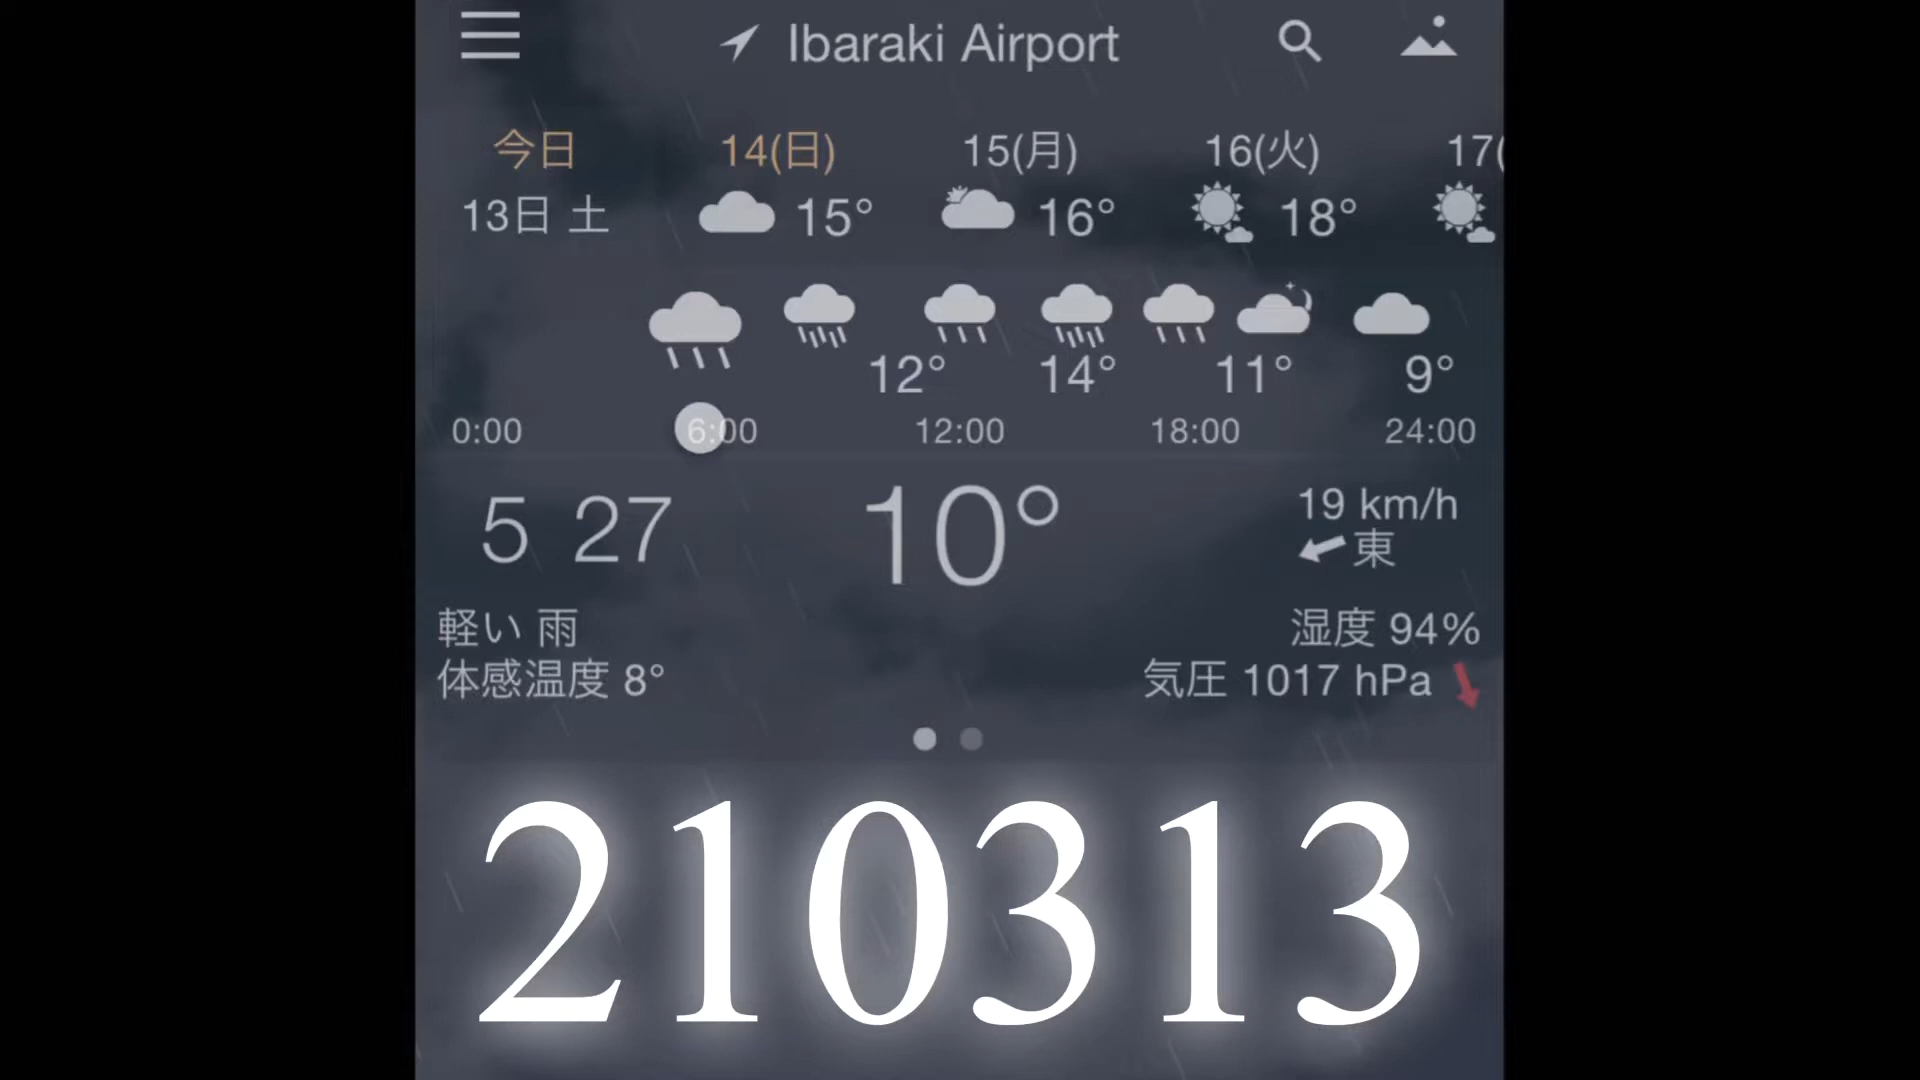 Ibaraki Airport
今日 14(日) 15(月) 16(火) 17(
13日 土 15° 16° 18°
12° 14° 11° 9°
0:00 6:00 12:00 18:00 24:00
5 27 10° 19 km/h
東
軽い 雨 湿度 94%
体感温度 8° 気圧 1017 hPa
210313